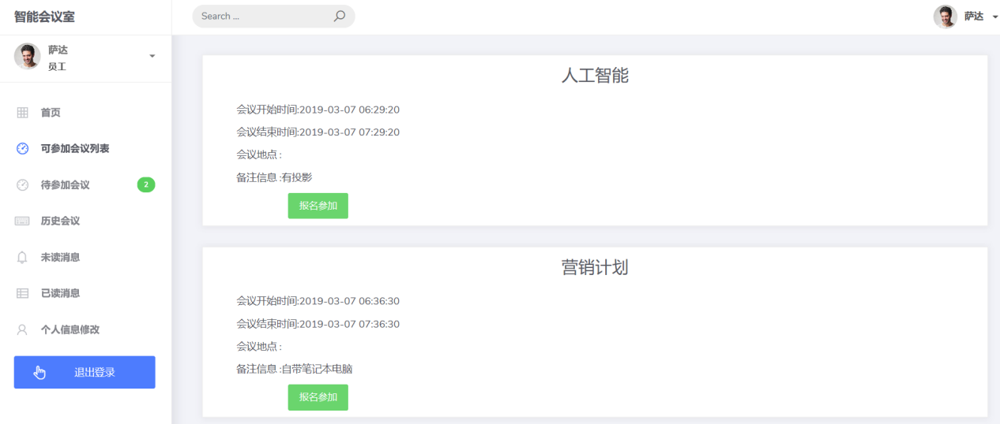 智能会议室
Search ...
萨达
萨达
员工
首页
可参加会议列表
待参加会议
2
历史会议
未读消息
已读消息
个人信息修改
退出登录
人工智能
会议开始时间:2019-03-07 06:29:20
会议结束时间:2019-03-07 07:29:20
会议地点 :
备注信息 :有投影
报名参加
营销计划
会议开始时间:2019-03-07 06:36:30
会议结束时间:2019-03-07 07:36:30
会议地点 :
备注信息 :自带笔记本电脑
报名参加